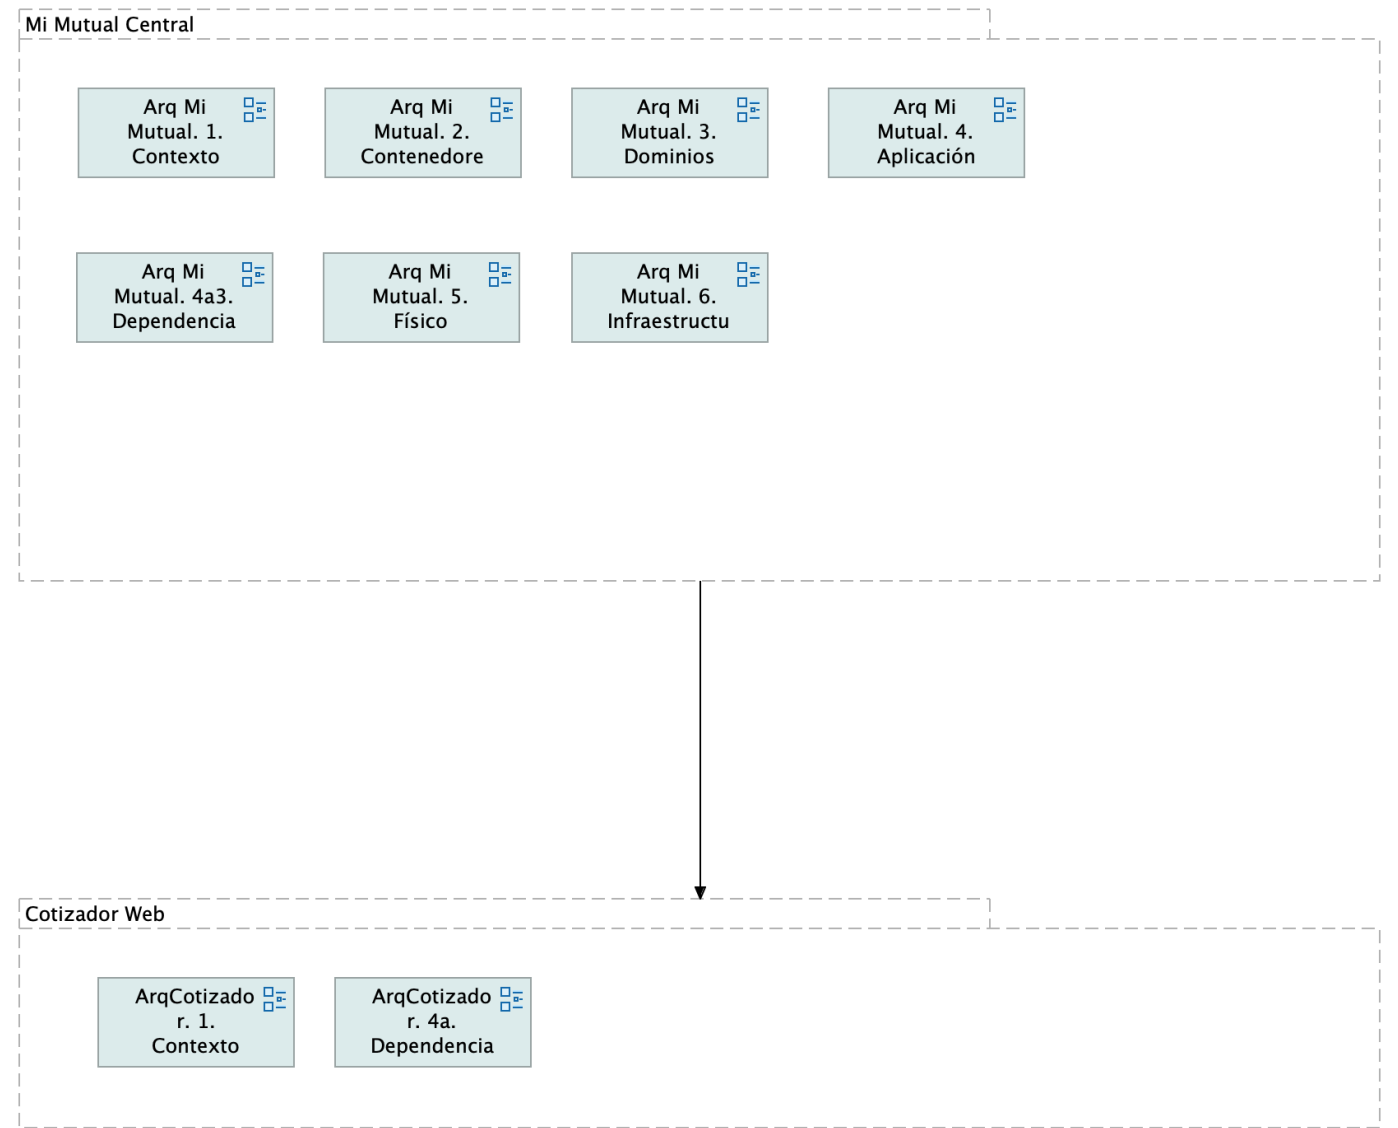 Mi Mutual Central
Arq Mi
Mutual. 1.
Contexto
Arq Mi
Mutual. 2.
Contenedore
Arq Mi
Mutual. 3.
Dominios
Arq Mi
Mutual. 4.
Aplicación
Arq Mi
Mutual. 4a3.
Dependencia
Arq Mi
Mutual. 5.
Físico
Arq Mi
Mutual. 6.
Infraestructu
Cotizador Web
ArqCotizado
r. 1.
Contexto
ArqCotizado
r. 4a.
Dependencia